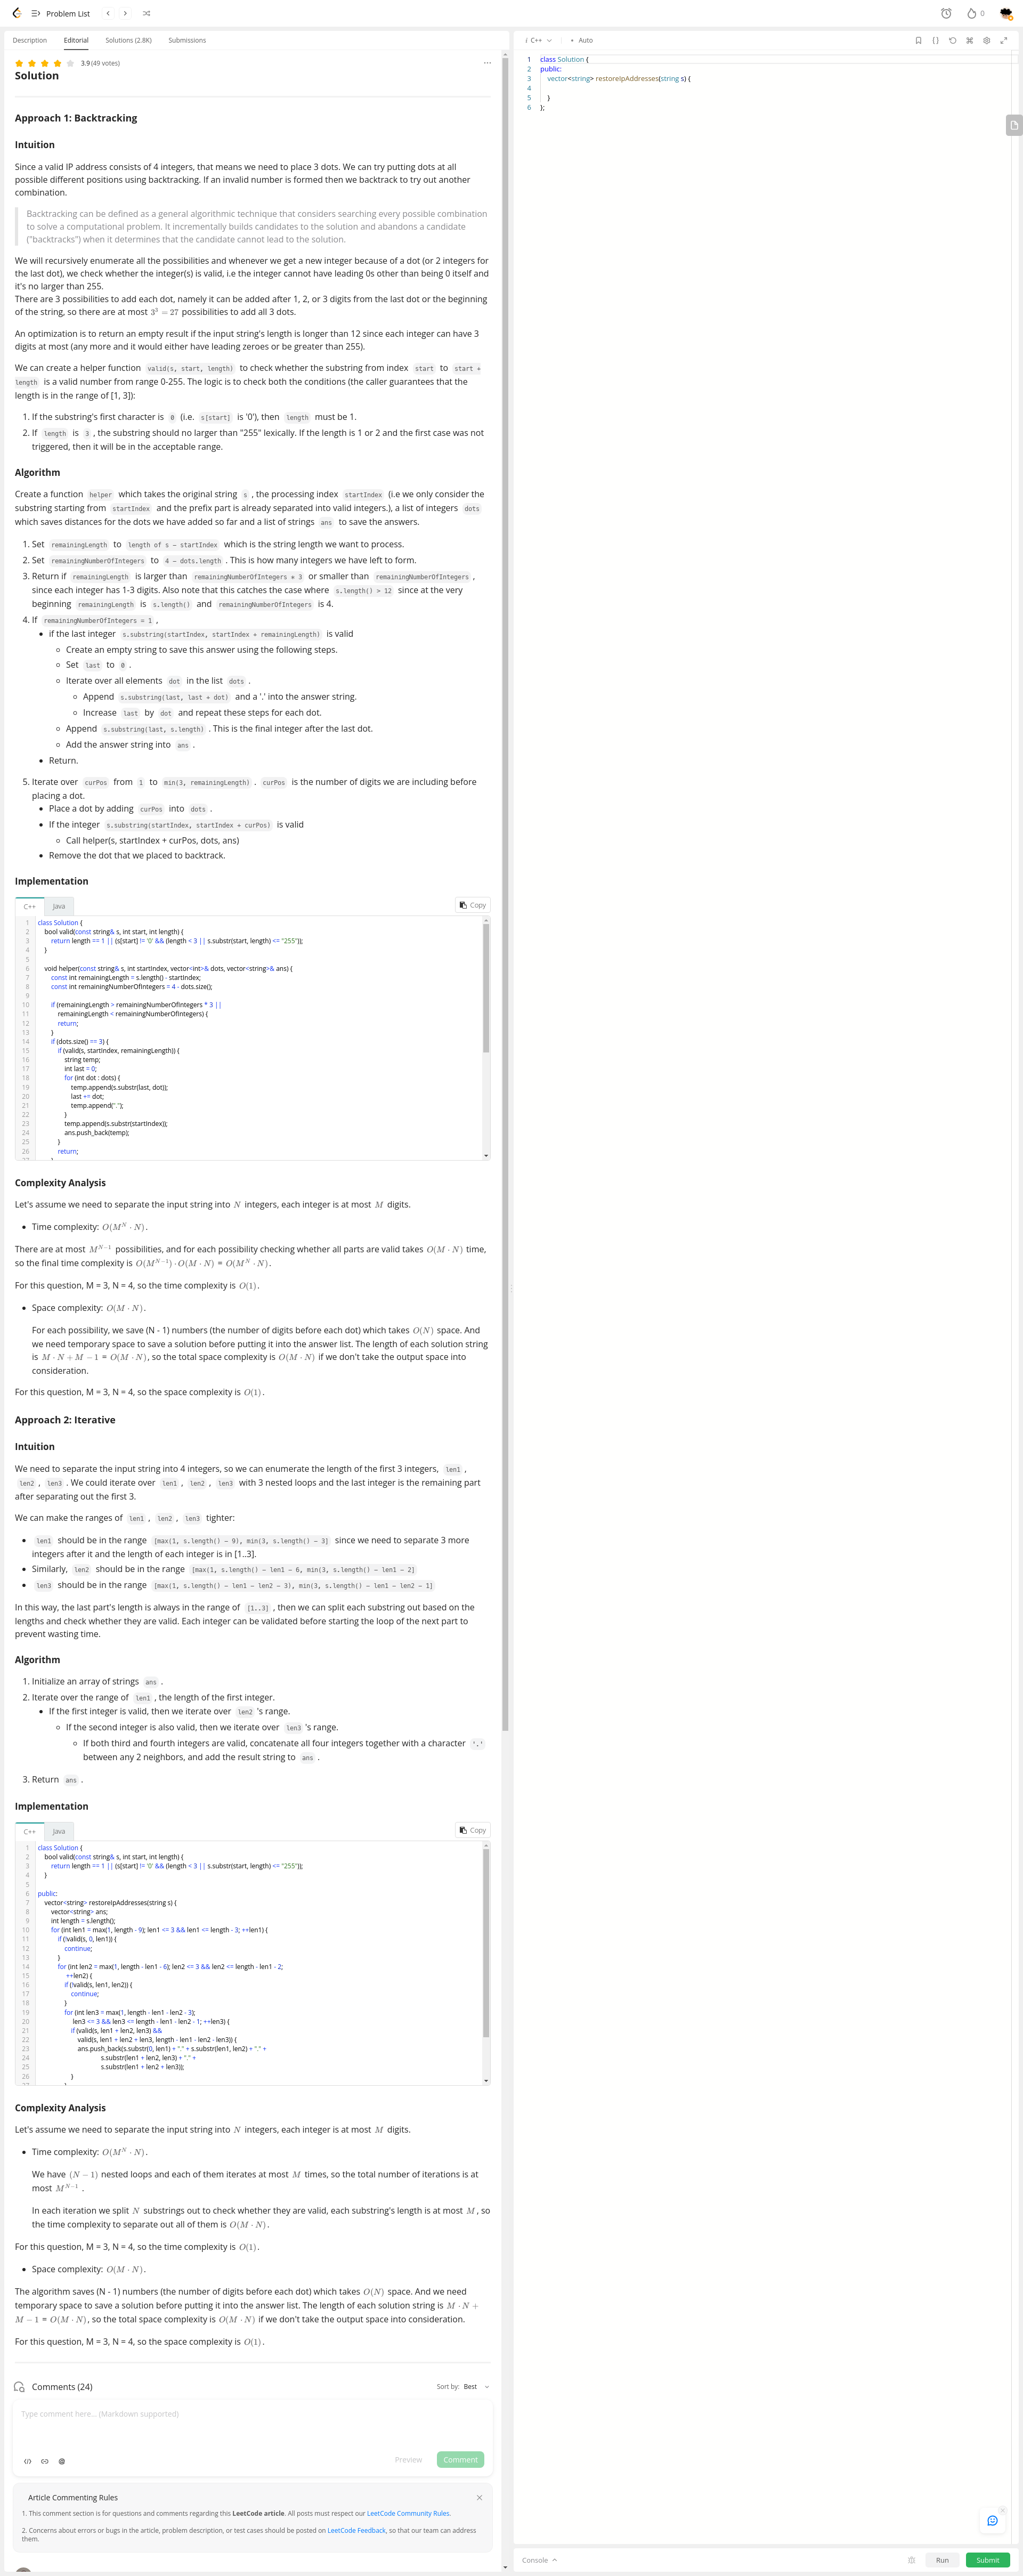 Problem List
0
Description
Editorial
Solutions (2.8K)
Submissions
3.9 (49 votes)
Solution
Approach 1: Backtracking
Intuition
Since a valid IP address consists of 4 integers, that means we need to place 3 dots. We can try putting dots at all
possible different positions using backtracking. If an invalid number is formed then we backtrack to try out another
combination.
Backtracking can be defined as a general algorithmic technique that considers searching every possible combination
to solve a computational problem. It incrementally builds candidates to the solution and abandons a candidate
("backtracks") when it determines that the candidate cannot lead to the solution.
We will recursively enumerate all the possibilities and whenever we get a new integer because of a dot (or 2 integers for
the last dot), we check whether the integer(s) is valid, i.e the integer cannot have leading 0s other than being 0 itself and
it's no larger than 255.
There are 3 possibilities to add each dot, namely it can be added after 1, 2, or 3 digits from the last dot or the beginning
of the string, so there are at most 3³ = 27 possibilities to add all 3 dots.
An optimization is to return an empty result if the input string's length is longer than 12 since each integer can have 3
digits at most (any more and it would either have leading zeroes or be greater than 255).
We can create a helper function valid(s, start, length) to check whether the substring from index start to start +
length is a valid number from range 0-255. The logic is to check both the conditions (the caller guarantees that the
length is in the range of [1, 3]):
1. If the substring's first character is 0 (i.e. s[start] is '0'), then length must be 1.
2. If length is 3 , the substring should no larger than "255" lexically. If the length is 1 or 2 and the first case was not
triggered, then it will be in the acceptable range.
Algorithm
Create a function helper which takes the original string s , the processing index startIndex (i.e we only consider the
substring starting from startIndex and the prefix part is already separated into valid integers.), a list of integers dots
which saves distances for the dots we have added so far and a list of strings ans to save the answers.
1. Set remainingLength to length of s − startIndex which is the string length we want to process.
2. Set remainingNumberOfIntegers to 4 − dots.length . This is how many integers we have left to form.
3. Return if remainingLength is larger than remainingNumberOfIntegers * 3 or smaller than remainingNumberOfIntegers ,
since each integer has 1-3 digits. Also note that this catches the case where s.length() > 12 since at the very
beginning remainingLength is s.length() and remainingNumberOfIntegers is 4.
4. If remainingNumberOfIntegers = 1 ,
• if the last integer s.substring(startIndex, startIndex + remainingLength) is valid
◦ Create an empty string to save this answer using the following steps.
◦ Set last to 0 .
◦ Iterate over all elements dot in the list dots .
▪ Append s.substring(last, last + dot) and a '.' into the answer string.
▪ Increase last by dot and repeat these steps for each dot.
◦ Append s.substring(last, s.length) . This is the final integer after the last dot.
◦ Add the answer string into ans .
• Return.
5. Iterate over curPos from 1 to min(3, remainingLength) . curPos is the number of digits we are including before
placing a dot.
• Place a dot by adding curPos into dots .
• If the integer s.substring(startIndex, startIndex + curPos) is valid
◦ Call helper(s, startIndex + curPos, dots, ans)
• Remove the dot that we placed to backtrack.
Implementation
C++
Java
Copy
1 class Solution {
2 bool valid(const string& s, int start, int length) {
3 return length == 1 || (s[start] != '0' && (length < 3 || s.substr(start, length) <= "255"));
4 }
5
6 void helper(const string& s, int startIndex, vector<int>& dots, vector<string>& ans) {
7 const int remainingLength = s.length() - startIndex;
8 const int remainingNumberOfIntegers = 4 - dots.size();
9
10 if (remainingLength > remainingNumberOfIntegers * 3 ||
11 remainingLength < remainingNumberOfIntegers) {
12 return;
13 }
14 if (dots.size() == 3) {
15 if (valid(s, startIndex, remainingLength)) {
16 string temp;
17 int last = 0;
18 for (int dot : dots) {
19 temp.append(s.substr(last, dot));
20 last += dot;
21 temp.append(".");
22 }
23 temp.append(s.substr(startIndex));
24 ans.push_back(temp);
25 }
26 return;
Complexity Analysis
Let's assume we need to separate the input string into N integers, each integer is at most M digits.
• Time complexity: O(M^N · N).
There are at most M^{N−1} possibilities, and for each possibility checking whether all parts are valid takes O(M · N) time,
so the final time complexity is O(M^{N−1}) · O(M · N) = O(M^N · N).
For this question, M = 3, N = 4, so the time complexity is O(1).
• Space complexity: O(M · N).
For each possibility, we save (N - 1) numbers (the number of digits before each dot) which takes O(N) space. And
we need temporary space to save a solution before putting it into the answer list. The length of each solution string
is M · N + M − 1 = O(M · N), so the total space complexity is O(M · N) if we don't take the output space into
consideration.
For this question, M = 3, N = 4, so the space complexity is O(1).
Approach 2: Iterative
Intuition
We need to separate the input string into 4 integers, so we can enumerate the length of the first 3 integers, len1 ,
len2 , len3 . We could iterate over len1 , len2 , len3 with 3 nested loops and the last integer is the remaining part
after separating out the first 3.
We can make the ranges of len1 , len2 , len3 tighter:
• len1 should be in the range [max(1, s.length() − 9), min(3, s.length() − 3] since we need to separate 3 more
integers after it and the length of each integer is in [1..3].
• Similarly, len2 should be in the range [max(1, s.length() − len1 − 6, min(3, s.length() − len1 − 2]
• len3 should be in the range [max(1, s.length() − len1 − len2 − 3), min(3, s.length() − len1 − len2 − 1]
In this way, the last part's length is always in the range of [1..3] , then we can split each substring out based on the
lengths and check whether they are valid. Each integer can be validated before starting the loop of the next part to
prevent wasting time.
Algorithm
1. Initialize an array of strings ans .
2. Iterate over the range of len1 , the length of the first integer.
• If the first integer is valid, then we iterate over len2 's range.
◦ If the second integer is also valid, then we iterate over len3 's range.
▪ If both third and fourth integers are valid, concatenate all four integers together with a character '.'
between any 2 neighbors, and add the result string to ans .
3. Return ans .
Implementation
C++
Java
Copy
1 class Solution {
2 bool valid(const string& s, int start, int length) {
3 return length == 1 || (s[start] != '0' && (length < 3 || s.substr(start, length) <= "255"));
4 }
5
6 public:
7 vector<string> restoreIpAddresses(string s) {
8 vector<string> ans;
9 int length = s.length();
10 for (int len1 = max(1, length - 9); len1 <= 3 && len1 <= length - 3; ++len1) {
11 if (!valid(s, 0, len1)) {
12 continue;
13 }
14 for (int len2 = max(1, length - len1 - 6); len2 <= 3 && len2 <= length - len1 - 2;
15 ++len2) {
16 if (!valid(s, len1, len2)) {
17 continue;
18 }
19 for (int len3 = max(1, length - len1 - len2 - 3);
20 len3 <= 3 && len3 <= length - len1 - len2 - 1; ++len3) {
21 if (valid(s, len1 + len2, len3) &&
22 valid(s, len1 + len2 + len3, length - len1 - len2 - len3)) {
23 ans.push_back(s.substr(0, len1) + "." + s.substr(len1, len2) + "." +
24 s.substr(len1 + len2, len3) + "." +
25 s.substr(len1 + len2 + len3));
26 }
Complexity Analysis
Let's assume we need to separate the input string into N integers, each integer is at most M digits.
• Time complexity: O(M^N · N).
We have (N − 1) nested loops and each of them iterates at most M times, so the total number of iterations is at
most M^{N−1} .
In each iteration we split N substrings out to check whether they are valid, each substring's length is at most M, so
the time complexity to separate out all of them is O(M · N).
For this question, M = 3, N = 4, so the time complexity is O(1).
• Space complexity: O(M · N).
The algorithm saves (N - 1) numbers (the number of digits before each dot) which takes O(N) space. And we need
temporary space to save a solution before putting it into the answer list. The length of each solution string is M · N +
M − 1 = O(M · N), so the total space complexity is O(M · N) if we don't take the output space into consideration.
For this question, M = 3, N = 4, so the space complexity is O(1).
Comments (24)
Sort by: Best
Type comment here... (Markdown supported)
Preview
Comment
Article Commenting Rules
1. This comment section is for questions and comments regarding this LeetCode article. All posts must respect our LeetCode Community Rules.
2. Concerns about errors or bugs in the article, problem description, or test cases should be posted on LeetCode Feedback, so that our team can address
them.
i C++
Auto
1 class Solution {
2 public:
3 vector<string> restoreIpAddresses(string s) {
4
5 }
6 };
Console
Run
Submit